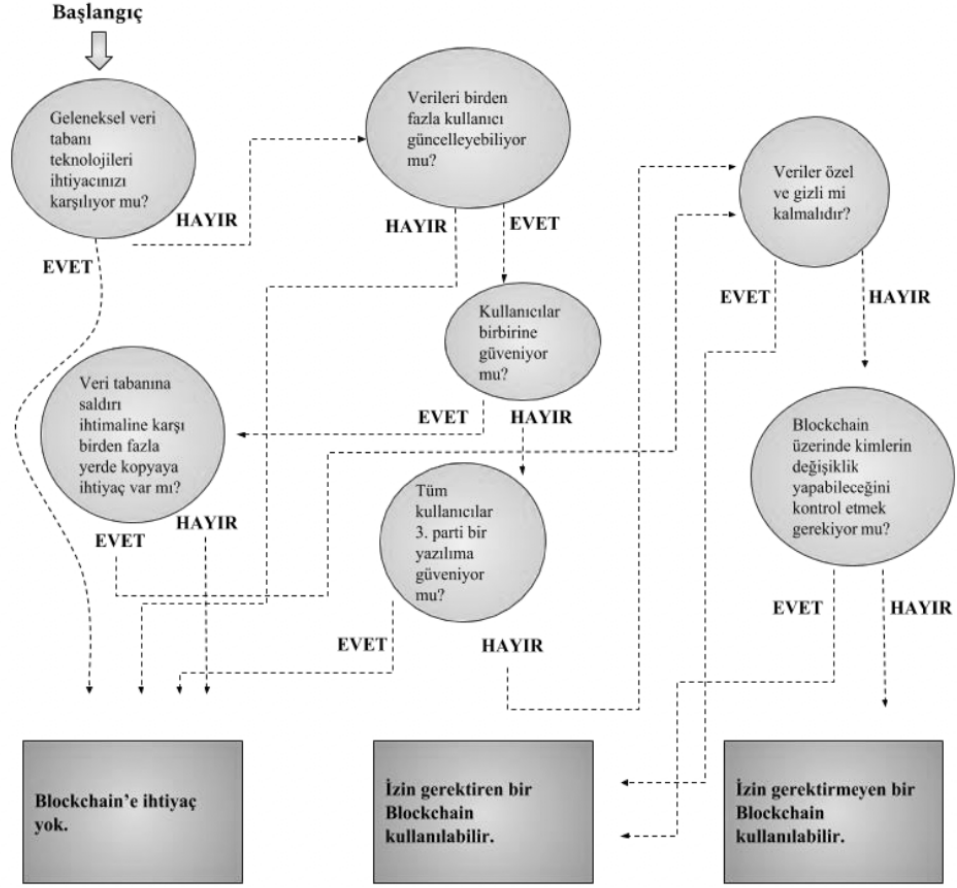 Başlangıç
Geleneksel veri
tabanı
teknolojileri
ihtiyacınızı
karşılıyor mu?
HAYIR
EVET
Verileri birden
fazla kullanıcı
güncelleyebiliyor
mu?
HAYIR
EVET
Veriler özel
ve gizli mi
kalmalıdır?
EVET
HAYIR
Kullanıcılar
birbirine
güveniyor
mu?
EVET
HAYIR
Veri tabanına
saldırı
ihtimaline karşı
birden fazla
yerde kopyaya
ihtiyaç var mı?
HAYIR
EVET
Tüm
kullanıcılar
3. parti bir
yazılıma
güveniyor
mu?
EVET
HAYIR
Blockchain
üzerinde kimlerin
değişiklik
yapabileceğini
kontrol etmek
gerekiyor mu?
EVET
HAYIR
Blockchain’e ihtiyaç
yok.
İzin gerektiren bir
Blockchain
kullanılabilir.
İzin gerektirmeyen bir
Blockchain
kullanılabilir.